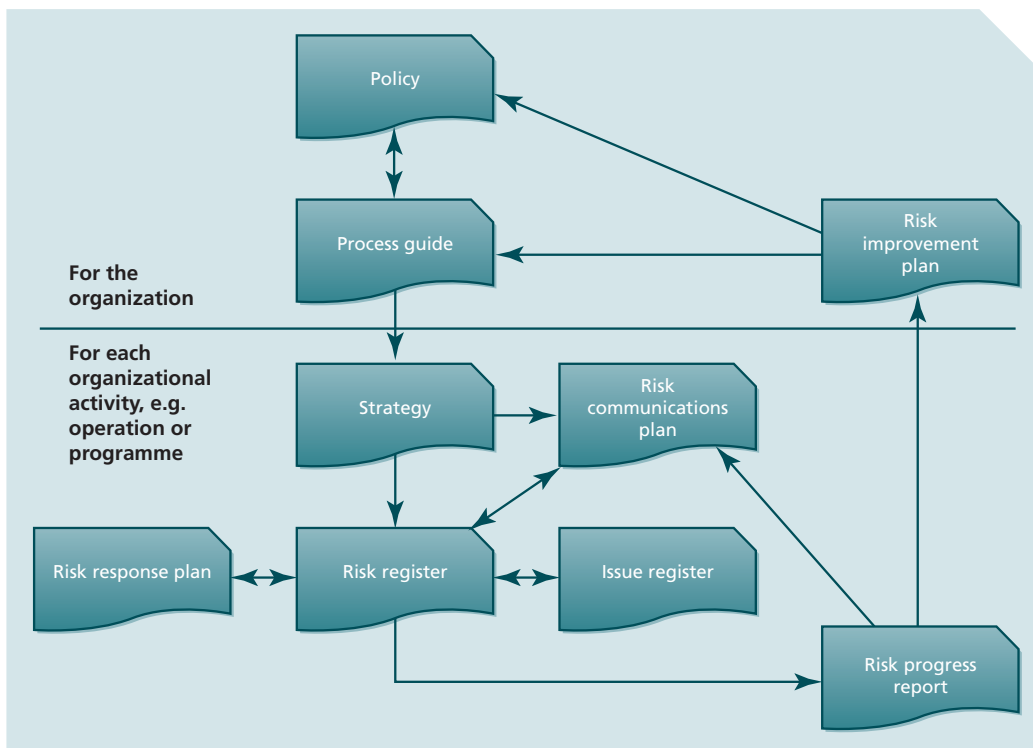 Policy
Process guide
Risk
improvement
plan
For the
organization
For each
organizational
activity, e.g.
operation or
programme
Strategy
Risk
communications
plan
Risk response plan
Risk register
Issue register
Risk progress
report